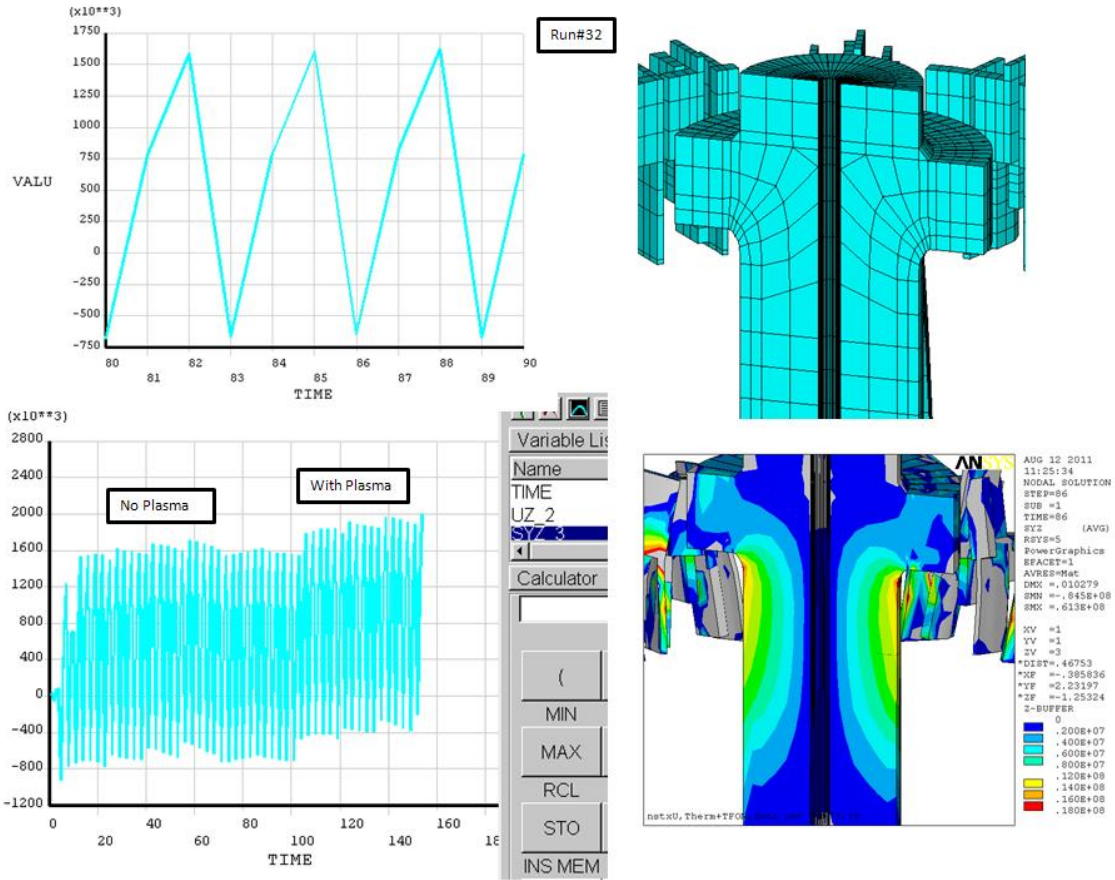 (x10**3)
1750
1500
1250
1000
750
500
250
0
-250
-500
-750
VALU
80
81
82
83
84
85
86
87
88
89
90
TIME
Run#32
(x10**3)
2800
2400
2000
1600
1200
800
400
0
-400
-800
-1200
No Plasma
With Plasma
0
20
40
60
80
100
120
140
160
18
TIME
Variable Lis
Name
TIME
UZ_2
SYZ_3
Calculator
(
MIN
MAX
RCL
STO
INS MEM
ANSYS
AUG 12 2011
11:25:34
NODAL SOLUTION
STEP=86
SUB =1
TIME=86
SYZ (AVG)
RSYS=5
PowerGraphics
EFACET=1
AVRES=Mat
DMX =.010279
SMN =-.845E+08
SMX =.613E+08
XV =1
YV =1
ZV =3
*DIST=.46753
*XF =-.385836
*YF =2.23197
*ZF =-1.25324
Z-BUFFER
0
.200E+07
.400E+07
.600E+07
.800E+07
.120E+08
.140E+08
.160E+08
.180E+08